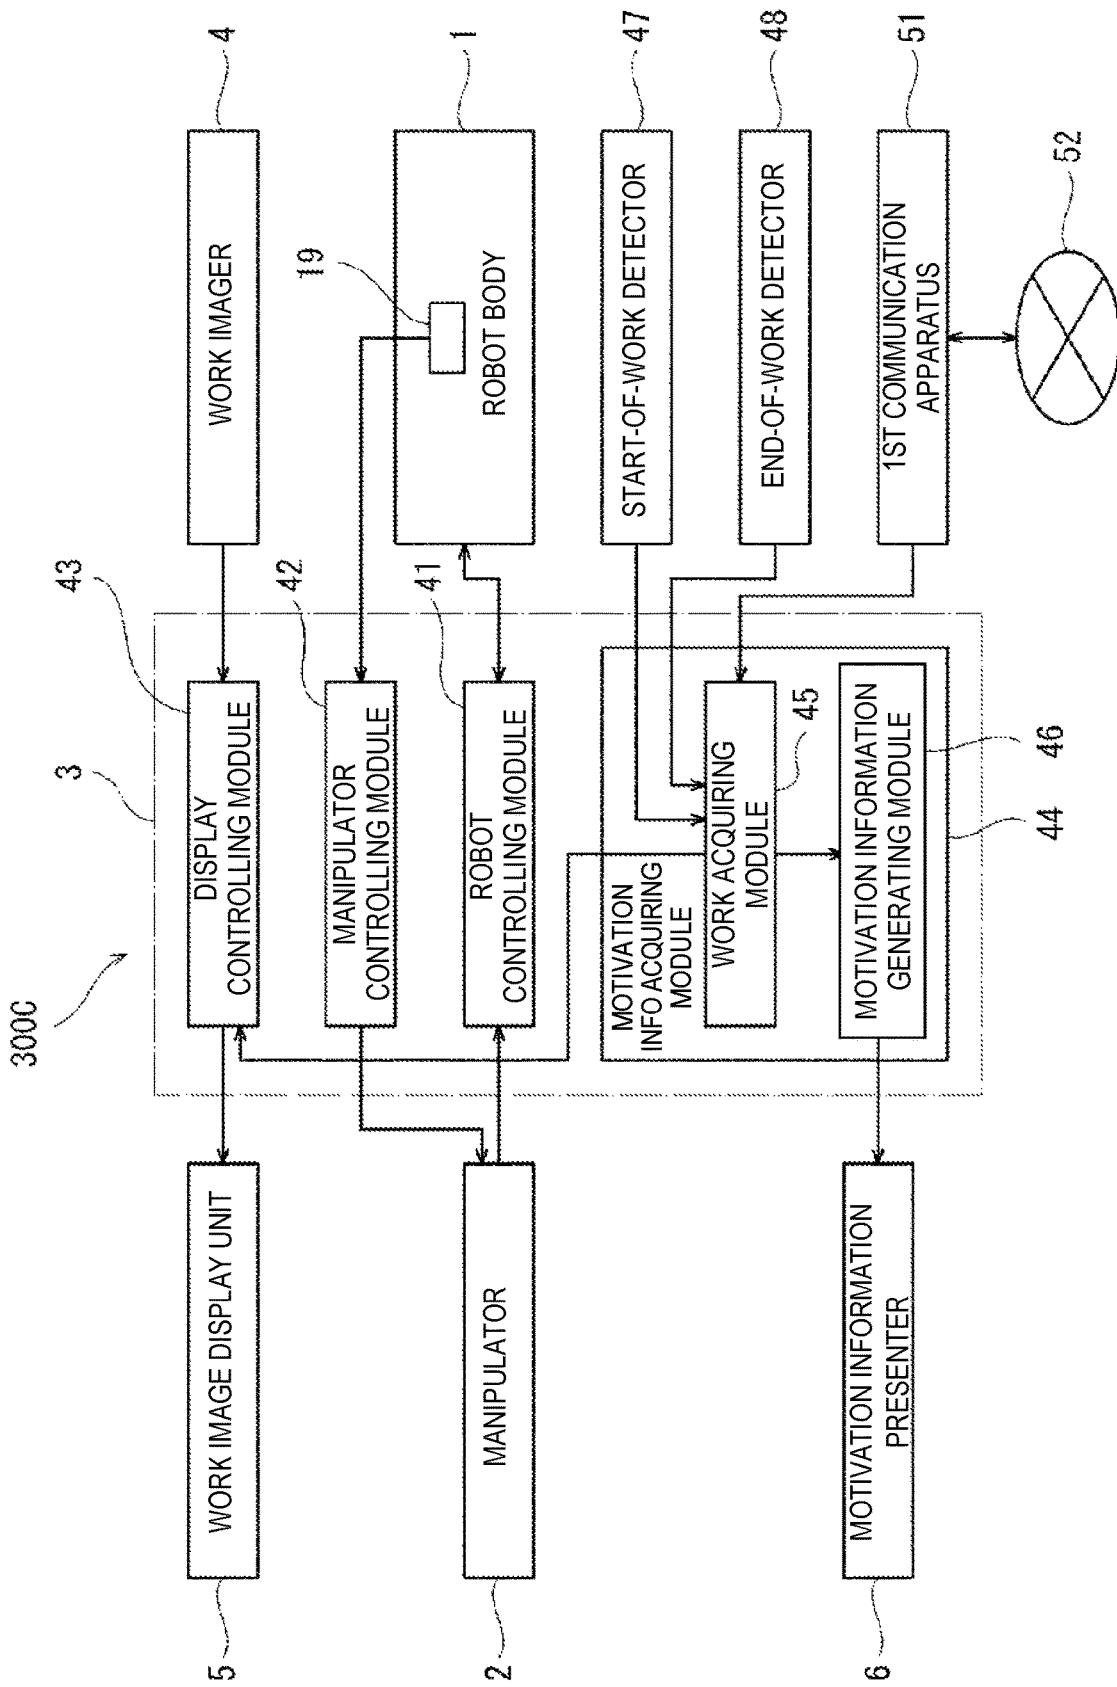 300C
3
43
42
41
4
1
19
47
48
51
52
WORK IMAGE DISPLAY UNIT
5
DISPLAY
CONTROLLING MODULE
WORK IMAGER
MANIPULATOR
CONTROLLING MODULE
ROBOT BODY
MANIPULATOR
2
ROBOT
CONTROLLING MODULE
START-OF-WORK DETECTOR
MOTIVATION
INFO ACQUIRING
MODULE
WORK ACQUIRING
MODULE
45
END-OF-WORK DETECTOR
MOTIVATION INFORMATION
PRESENTER
6
MOTIVATION INFORMATION
GENERATING MODULE
46
44
1ST COMMUNICATION
APPARATUS